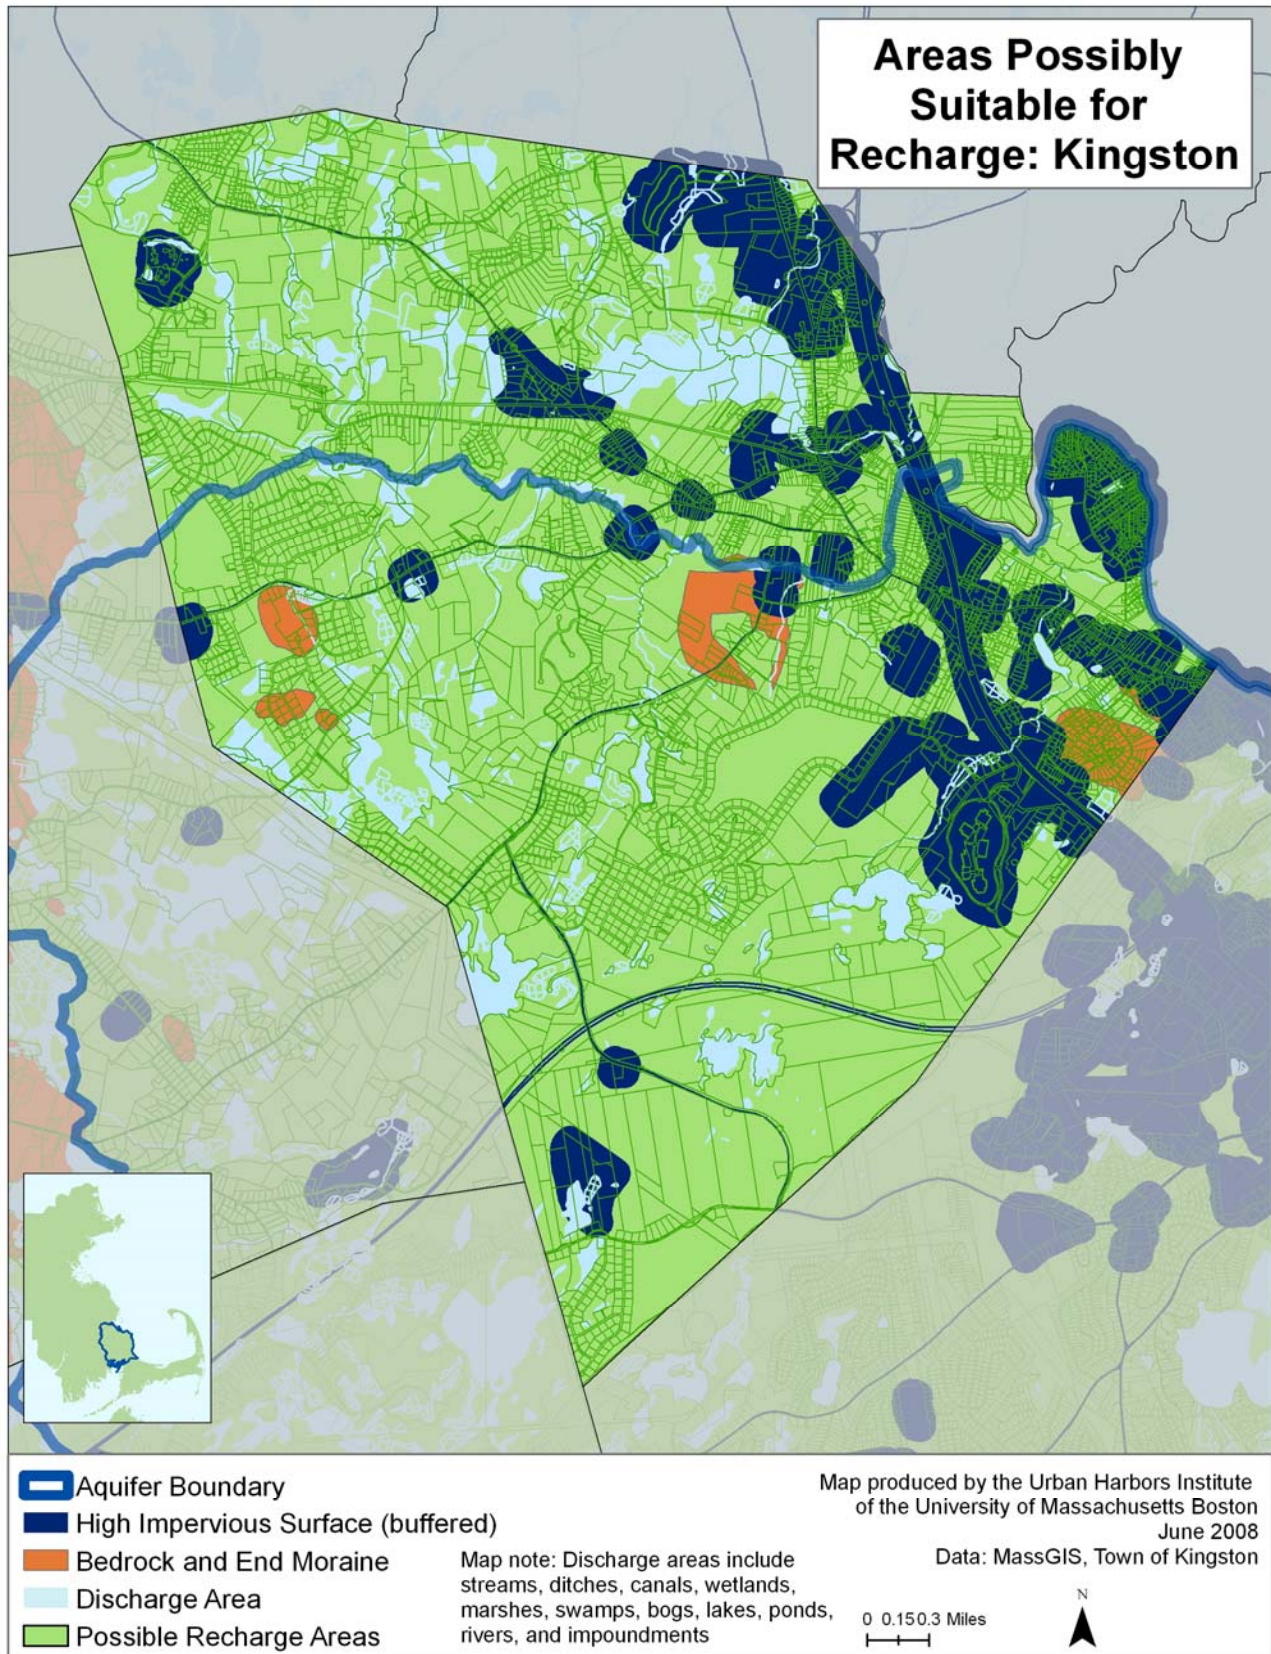 Areas Possibly
Suitable for
Recharge: Kingston
Aquifer Boundary
High Impervious Surface (buffered)
Bedrock and End Moraine
Discharge Area
Possible Recharge Areas
Map note: Discharge areas include
streams, ditches, canals, wetlands,
marshes, swamps, bogs, lakes, ponds,
rivers, and impoundments
Map produced by the Urban Harbors Institute
of the University of Massachusetts Boston
June 2008
Data: MassGIS, Town of Kingston
0 0.150.3 Miles
N